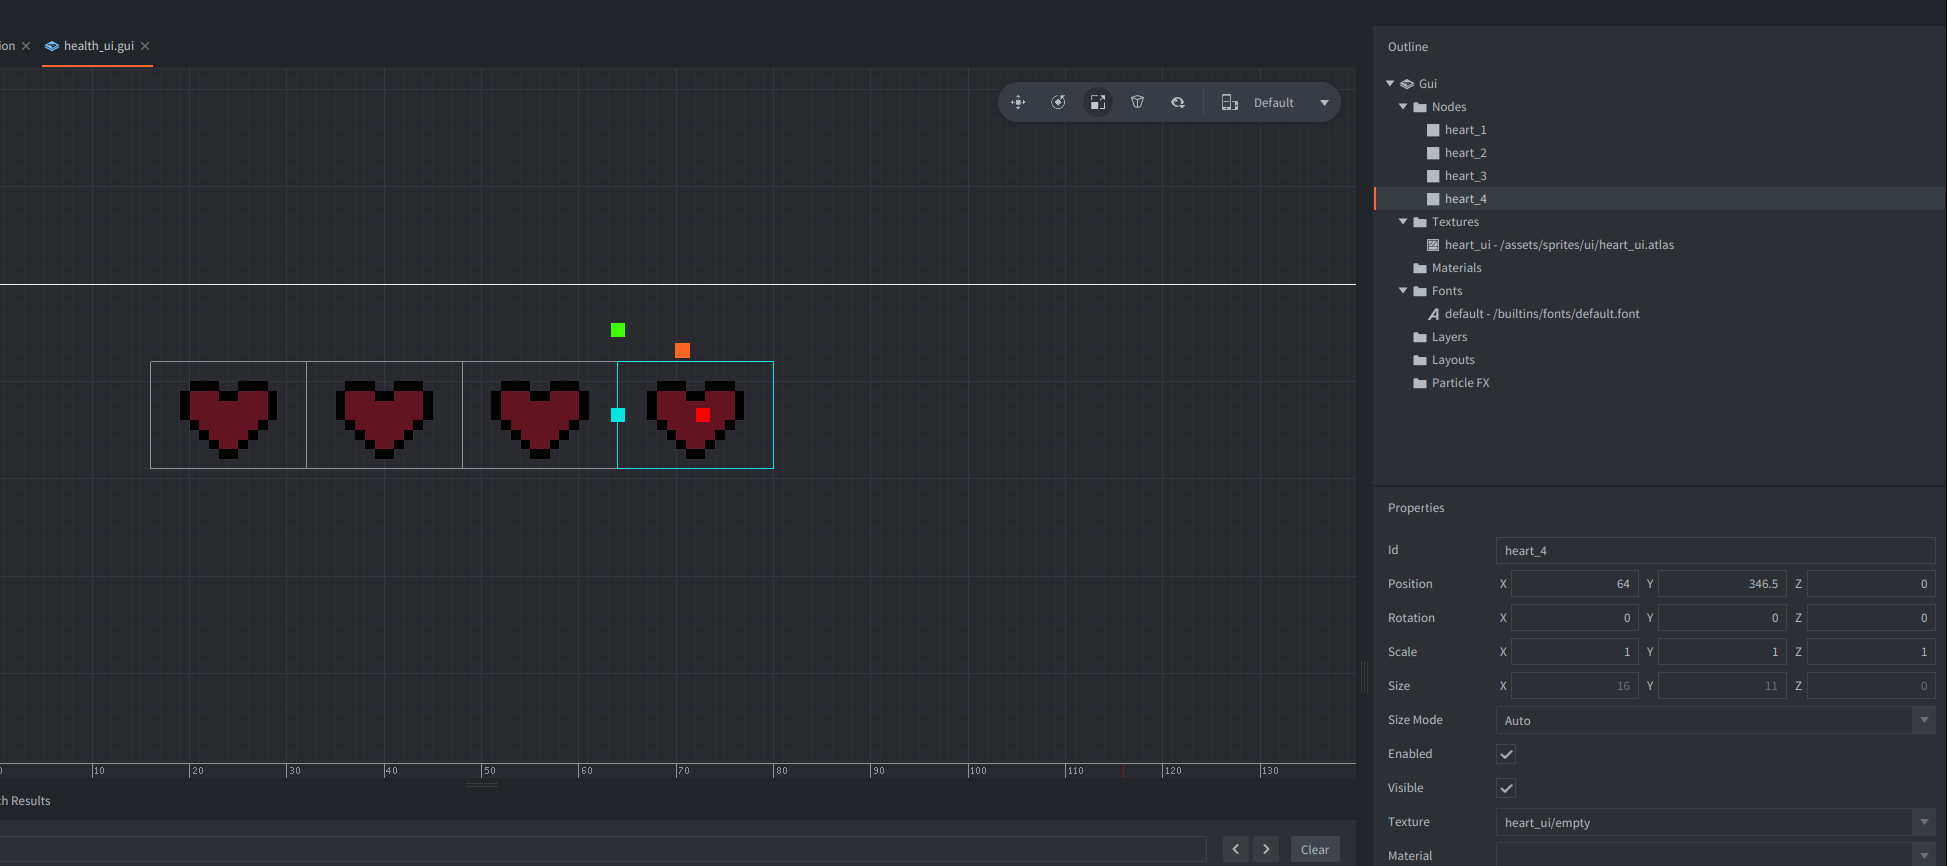 ion
health_ui.gui
Default
10 20 30 40 50 60 70 80 90 100 110 120 130
h Results
Clear
Outline
Gui
Nodes
heart_1
heart_2
heart_3
heart_4
Textures
heart_ui - /assets/sprites/ui/heart_ui.atlas
Materials
Fonts
default - /builtins/fonts/default.font
Layers
Layouts
Particle FX
Properties
Id heart_4
Position X 64 Y 346.5 Z 0
Rotation X 0 Y 0 Z 0
Scale X 1 Y 1 Z 1
Size X 16 Y 11 Z 0
Size Mode Auto
Enabled
Visible
Texture heart_ui/empty
Material